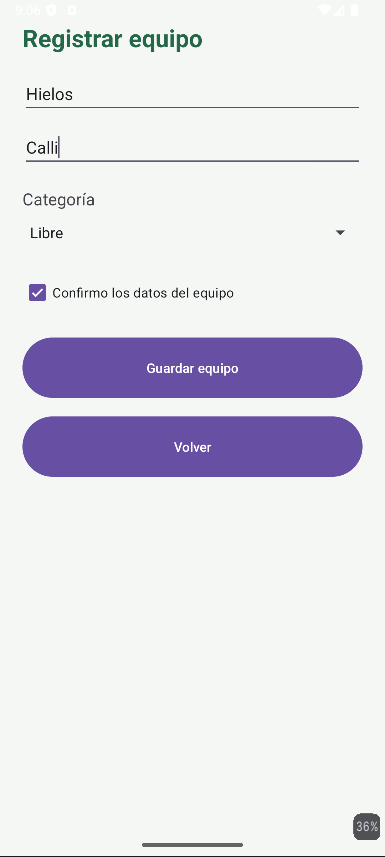 9:06
Registrar equipo
Hielos
Calli
Categoría
Libre
Confirmo los datos del equipo
Guardar equipo
Volver
36%